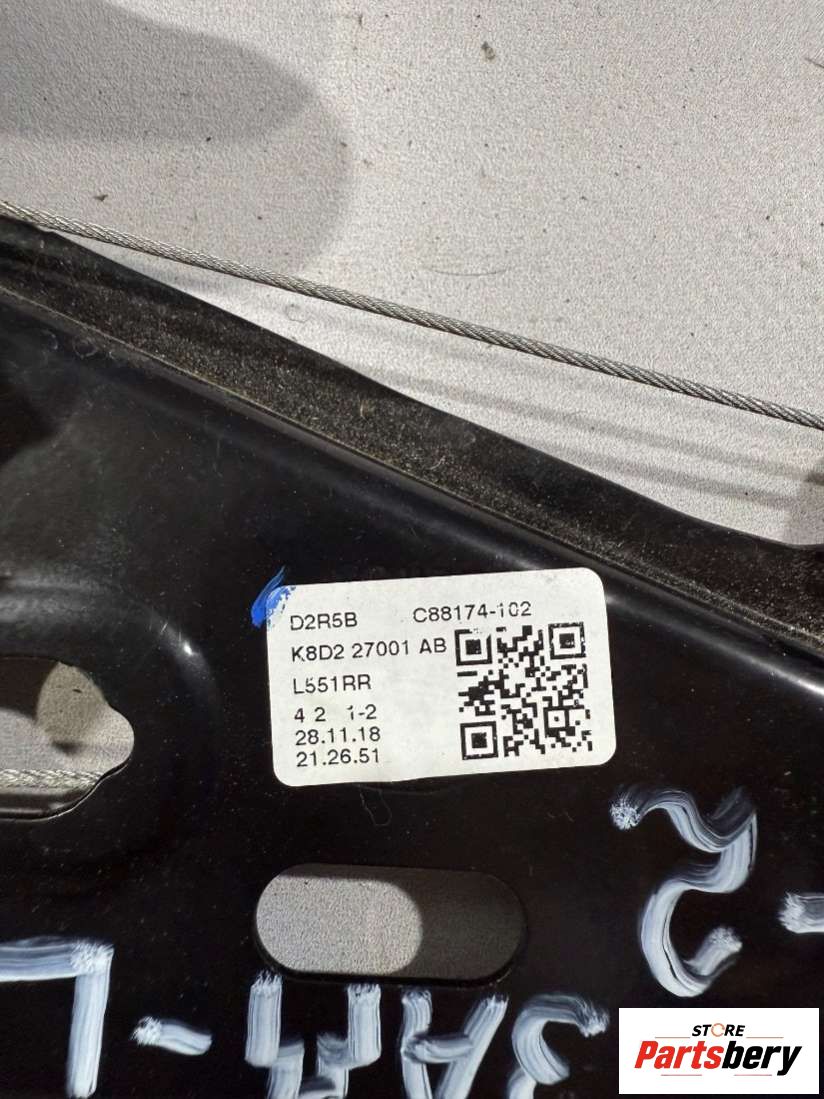 D2R5B C88174-102
K8D2 27001 AB
L551RR
4 2 1-2
28.11.18
21.26.51
STORE
Partsbery